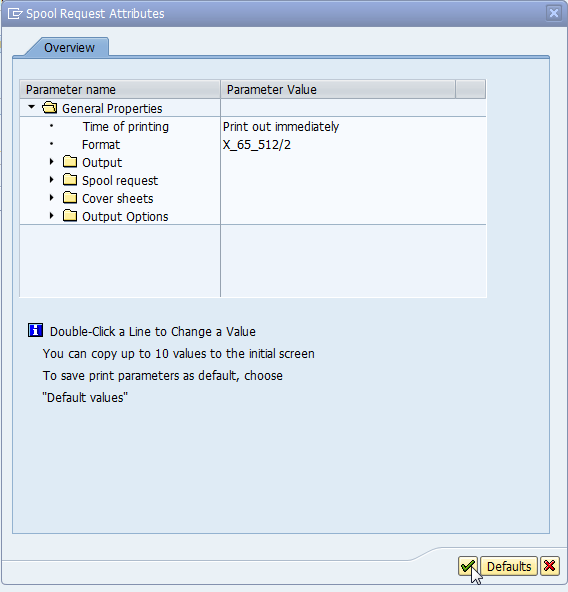 Spool Request Attributes
Overview
Parameter name Parameter Value
General Properties
Time of printing Print out immediately
Format X_65_512/2
Output
Spool request
Cover sheets
Output Options
Double-Click a Line to Change a Value
You can copy up to 10 values to the initial screen
To save print parameters as default, choose
"Default values"
Defaults